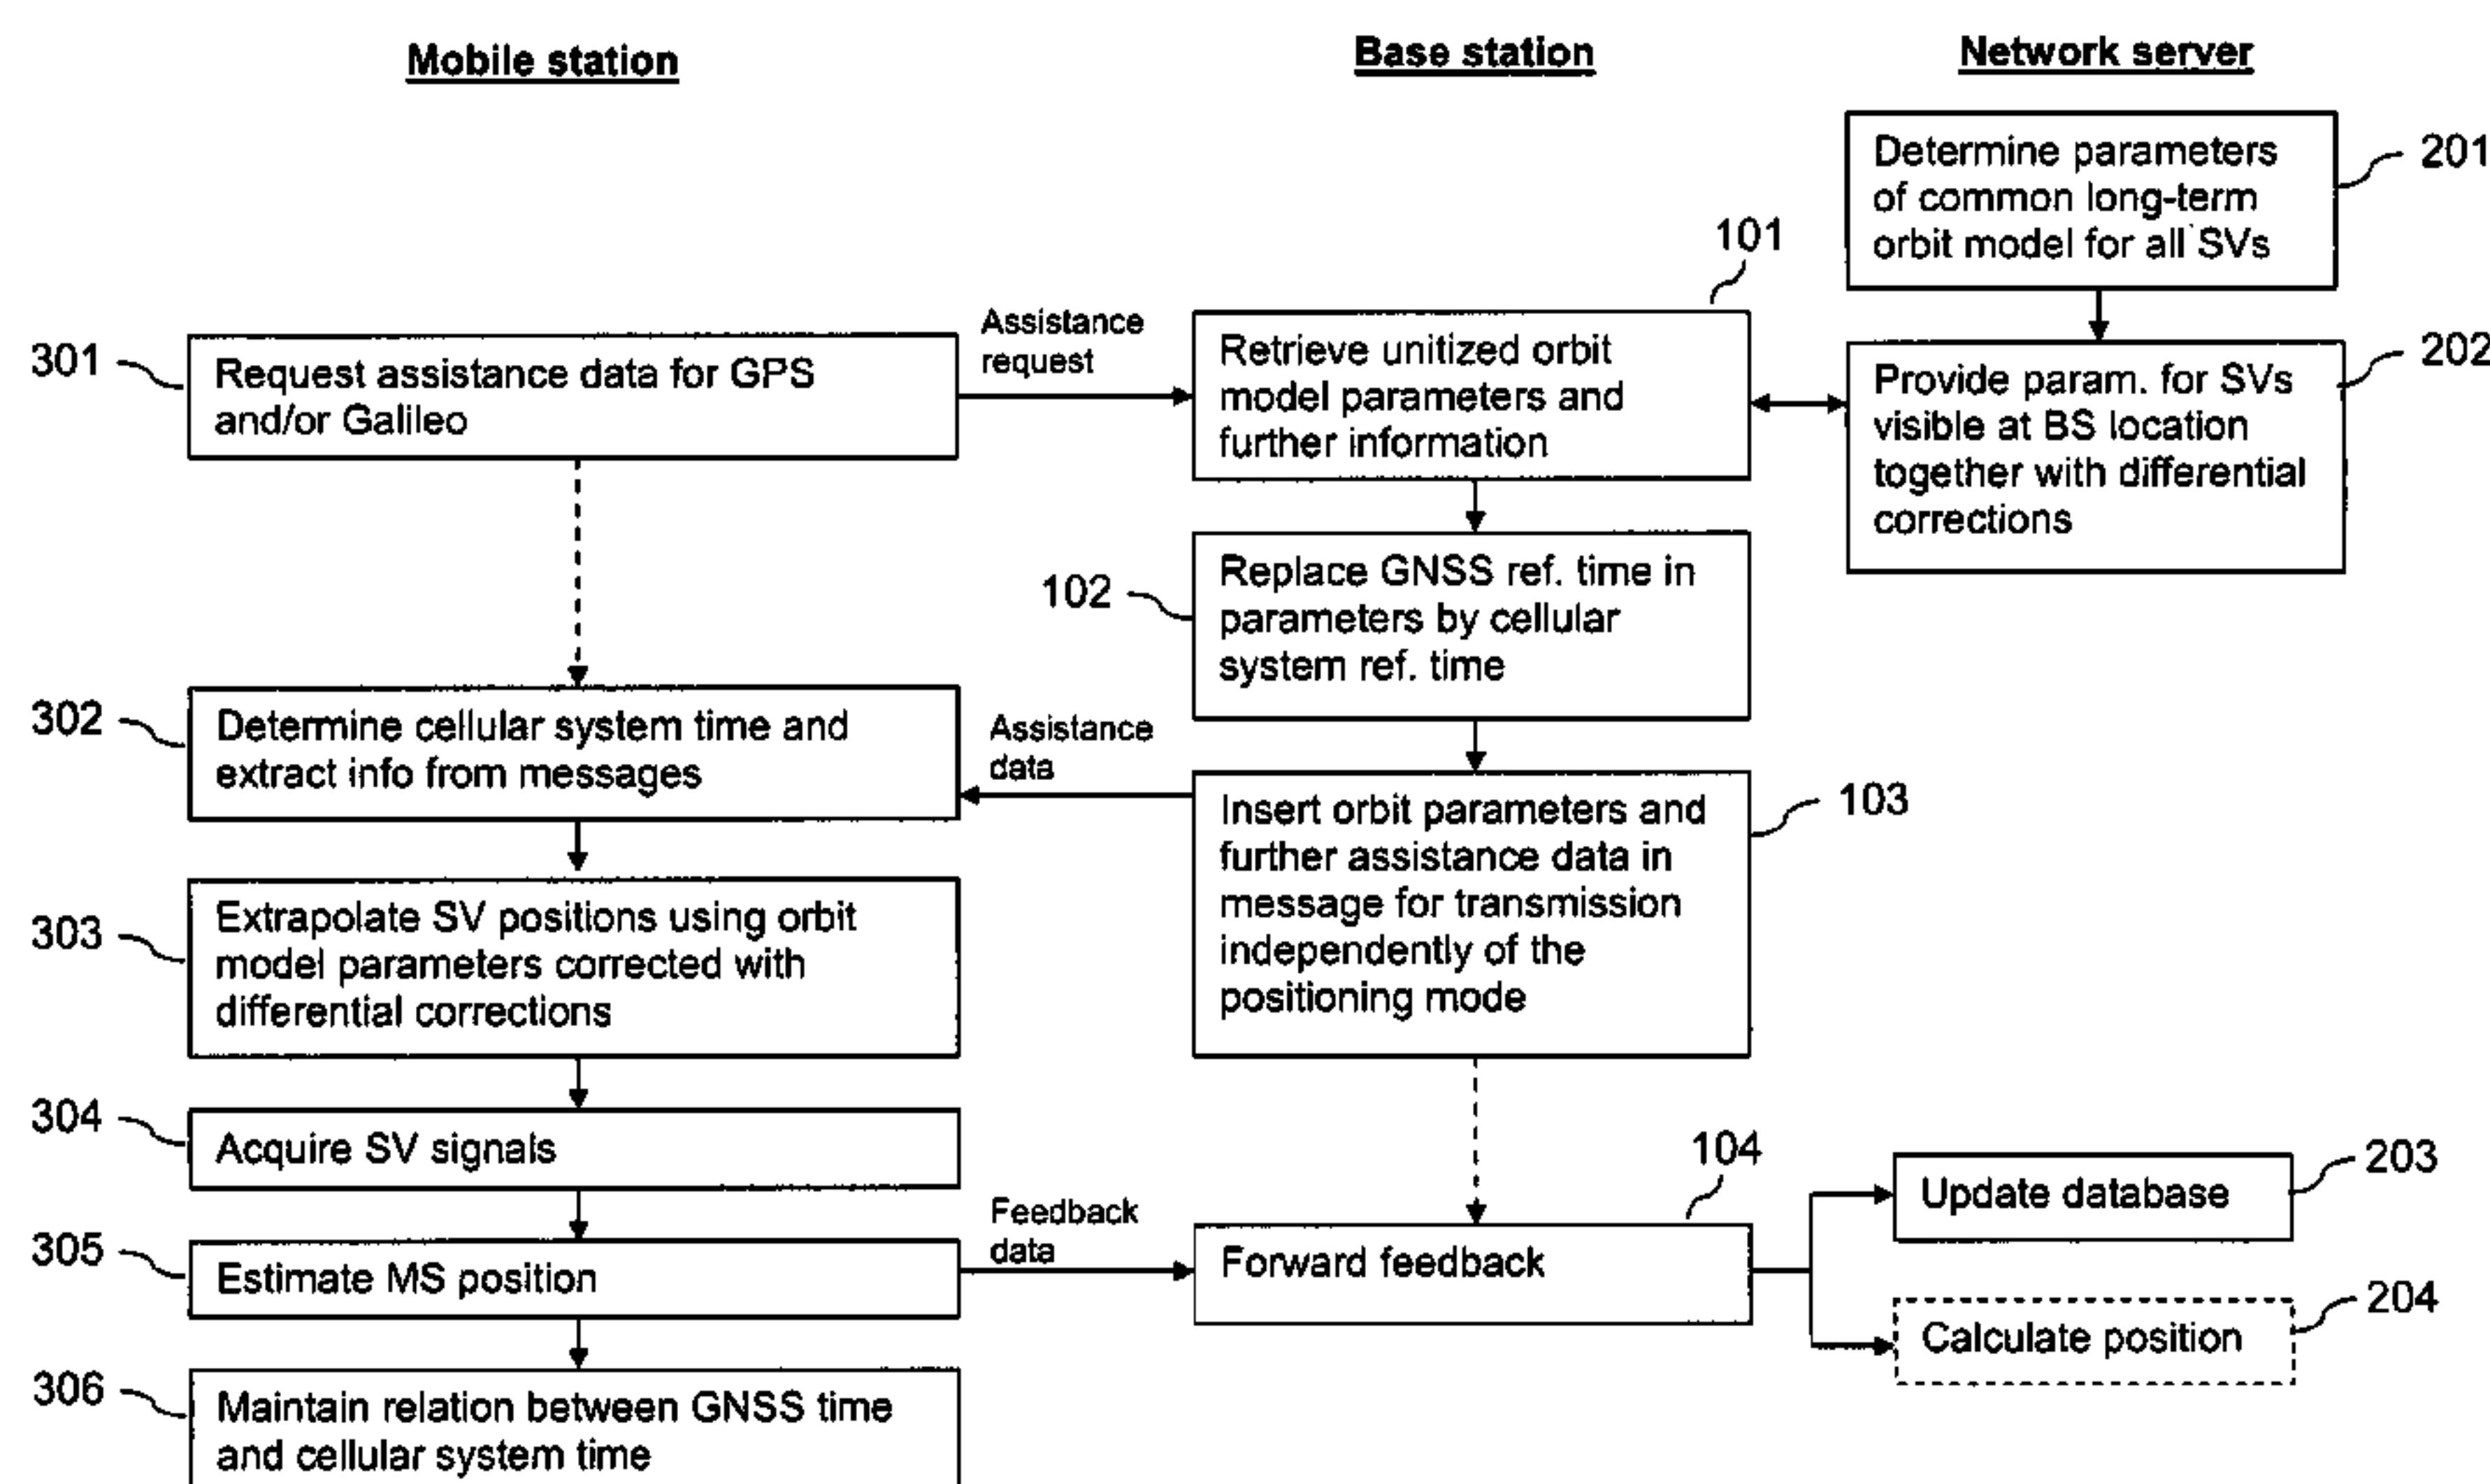 Mobile station
Base station
Network server
Determine parameters
of common long-term
orbit model for all SVs
201
101
301
Request assistance data for GPS
and/or Galileo
Assistance
request
Retrieve unitized orbit
model parameters and
further information
Provide param. for SVs
visible at BS location
together with differential
corrections
202
102
Replace GNSS ref. time in
parameters by cellular
system ref. time
302
Determine cellular system time and
extract info from messages
Assistance
data
Insert orbit parameters and
further assistance data in
message for transmission
independently of the
positioning mode
103
303
Extrapolate SV positions using orbit
model parameters corrected with
differential corrections
304
Acquire SV signals
104
Update database
203
305
Estimate MS position
Feedback
data
Forward feedback
Calculate position
204
306
Maintain relation between GNSS time
and cellular system time